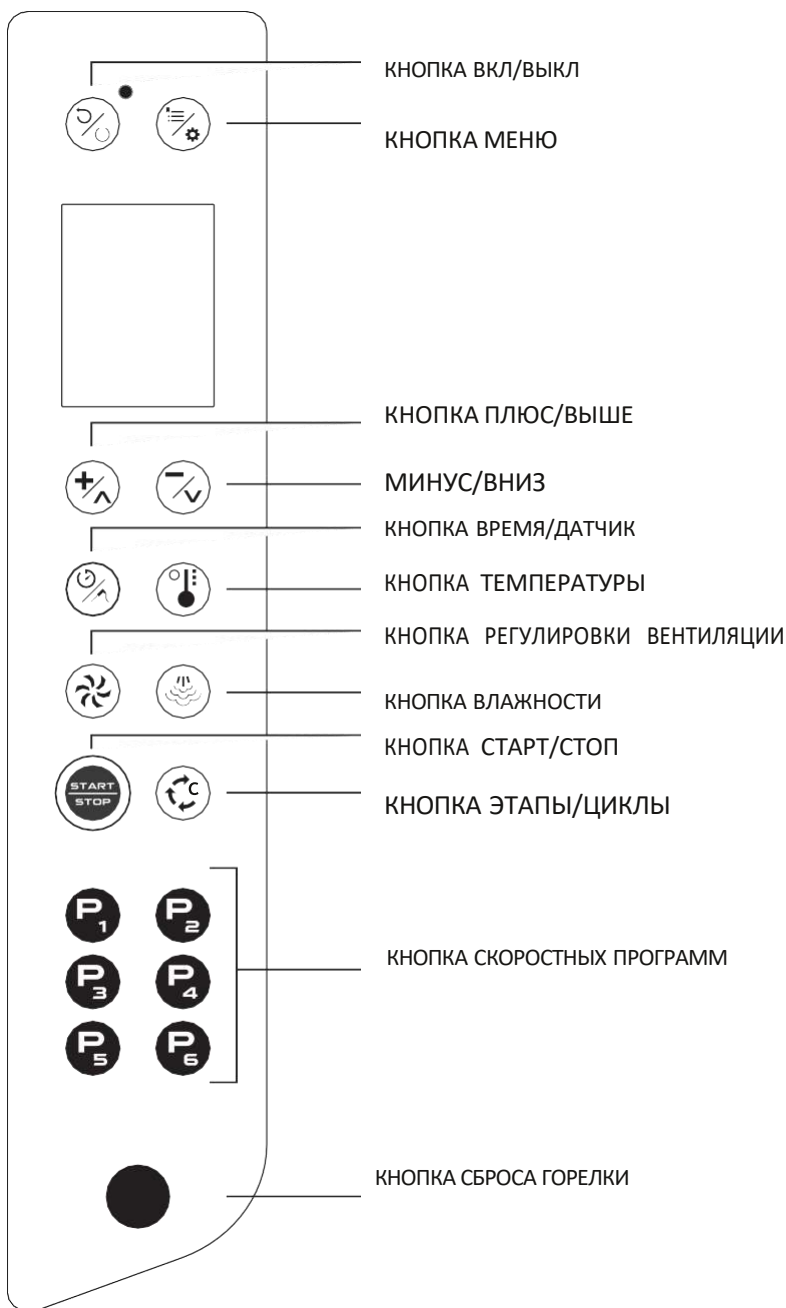 КНОПКА ВКЛ/ВЫКЛ
КНОПКА МЕНЮ
КНОПКА ПЛЮС/ВЫШЕ
МИНУС/ВНИЗ
КНОПКА ВРЕМЯ/ДАТЧИК
КНОПКА ТЕМПЕРАТУРЫ
КНОПКА РЕГУЛИРОВКИ ВЕНТИЛЯЦИИ
КНОПКА ВЛАЖНОСТИ
КНОПКА СТАРТ/СТОП
START
STOP
C
КНОПКА ЭТАПЫ/ЦИКЛЫ
P1 P2
КНОПКА СКОРОСТНЫХ ПРОГРАММ
P3 P4
P5 P6
КНОПКА СБРОСА ГОРЕЛКИ